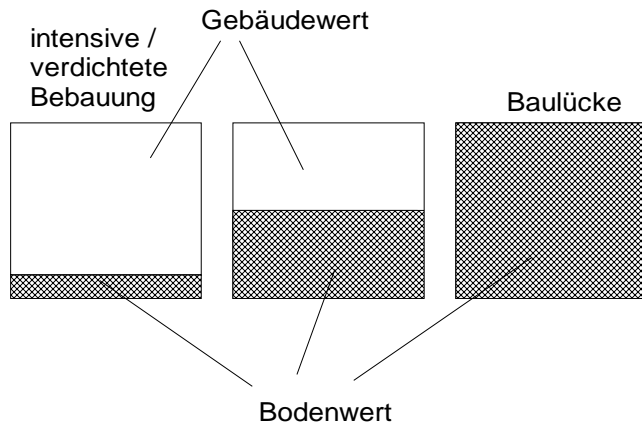 Gebäudewert
intensive /
verdichtete
Bebauung
Baulücke
Bodenwert